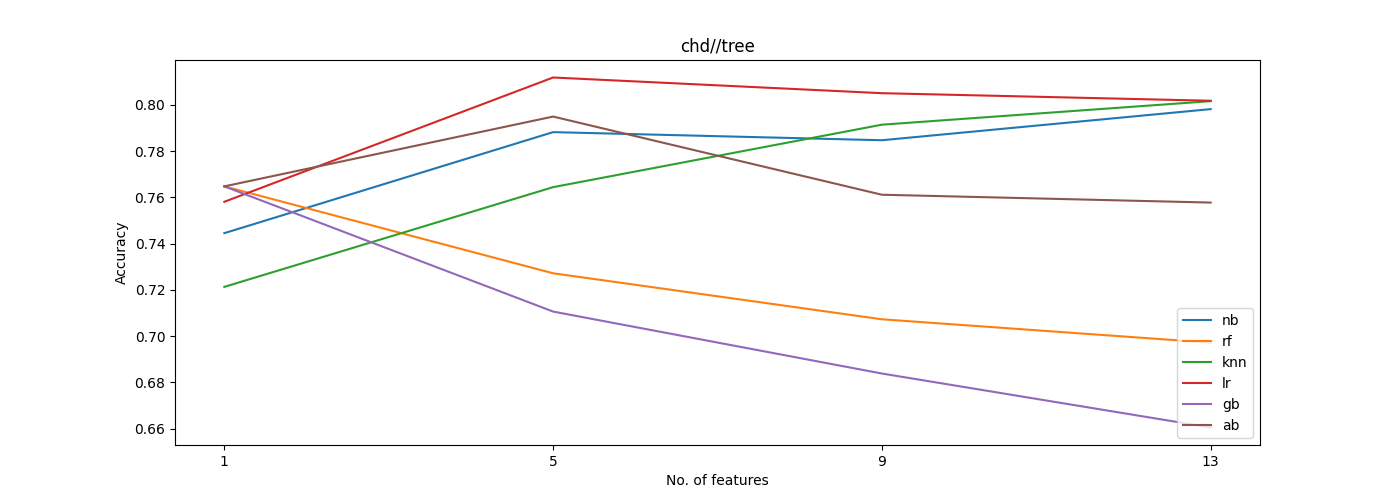 chd//tree
Accuracy
0.80
0.78
0.76
0.74
0.72
0.70
0.68
0.66
1 5 9 13
No. of features
nb
rf
knn
lr
gb
ab